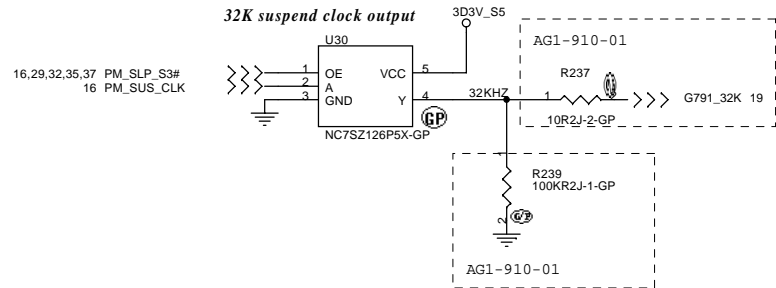 32K suspend clock output
3D3V_S5
U30
AG1-910-01
16,29,32,35,37 PM_SLP_S3#
1 OE VCC 5
R237
16 PM_SUS_CLK
2 A
3 GND Y 4
32KHZ
1
G791_32K 19
GP
NC7SZ126P5X-GP
10R2J-2-GP
1
R239
100KR2J-1-GP
2
AG1-910-01